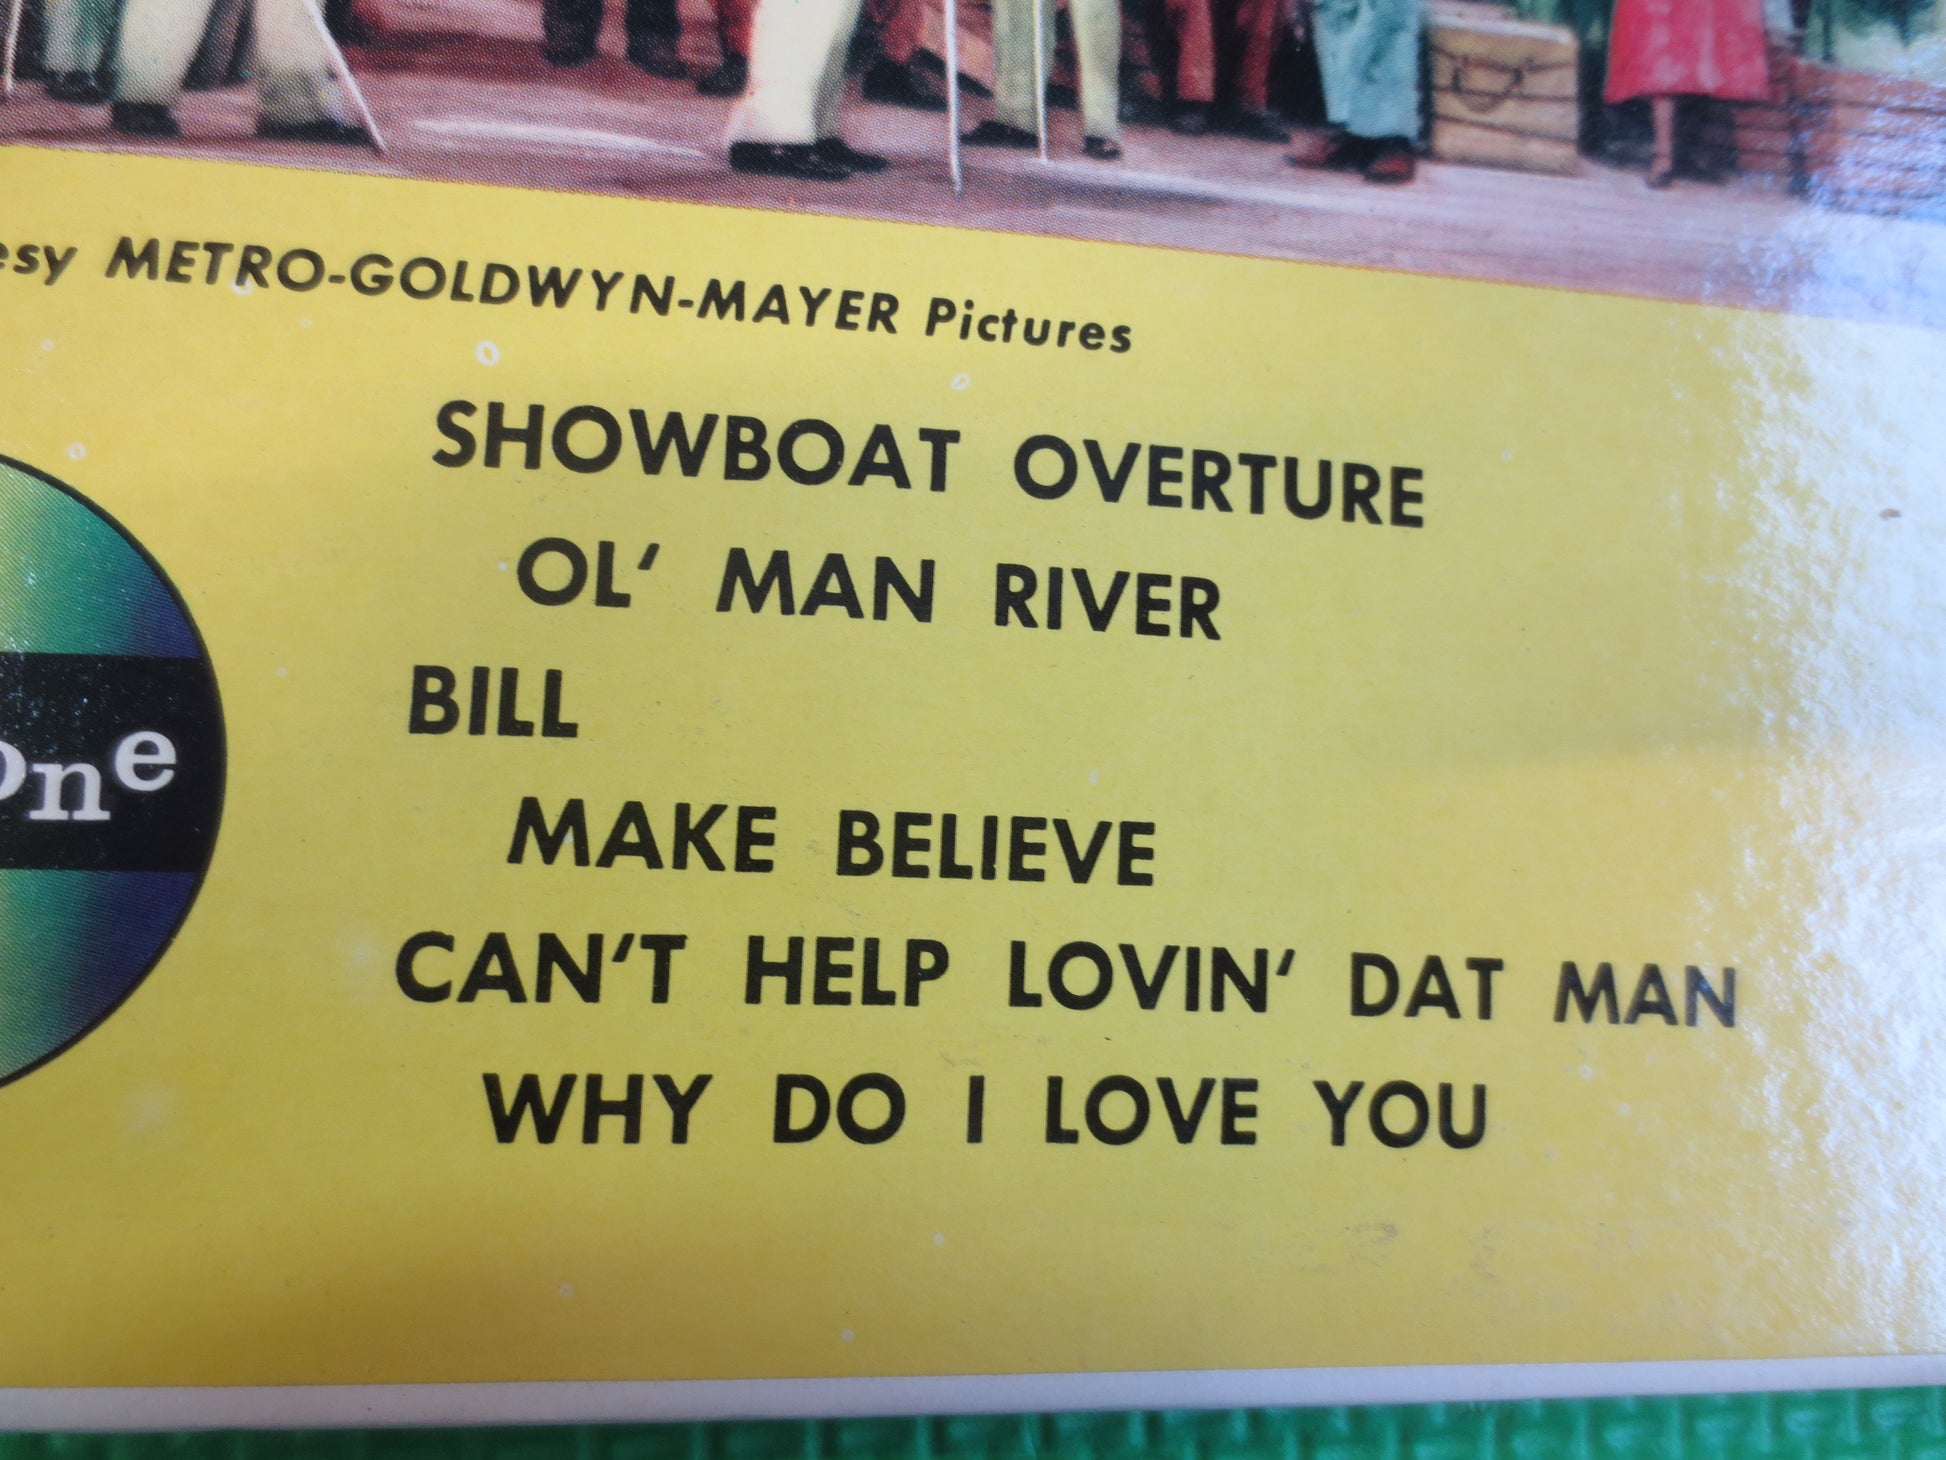 METRO-GOLDWYN-MAYER Pictures
SHOWBOAT OVERTURE
OL' MAN RIVER
BILL
MAKE BELIEVE
CAN'T HELP LOVIN' DAT MAN
WHY DO I LOVE YOU